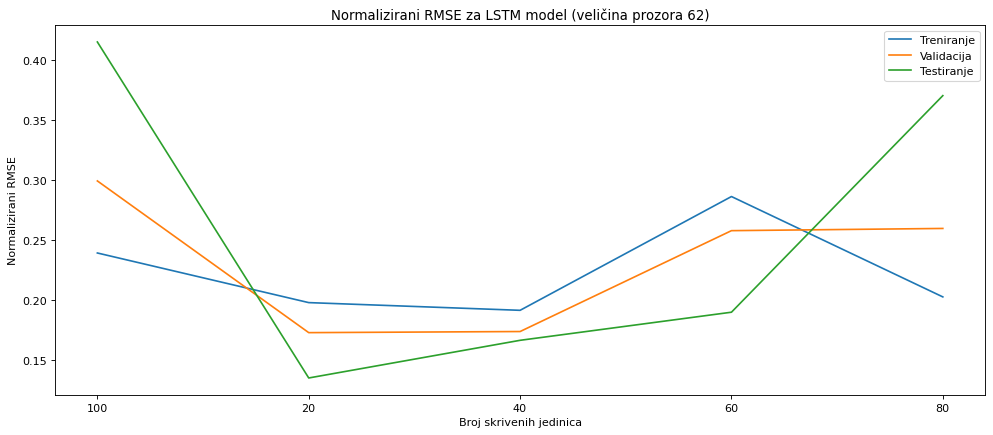 Normalizirani RMSE za LSTM model (veličina prozora 62)
Treniranje
Validacija
Testiranje
Normalizirani RMSE
0.40
0.35
0.30
0.25
0.20
0.15
100 20 40 60 80
Broj skrivenih jedinica